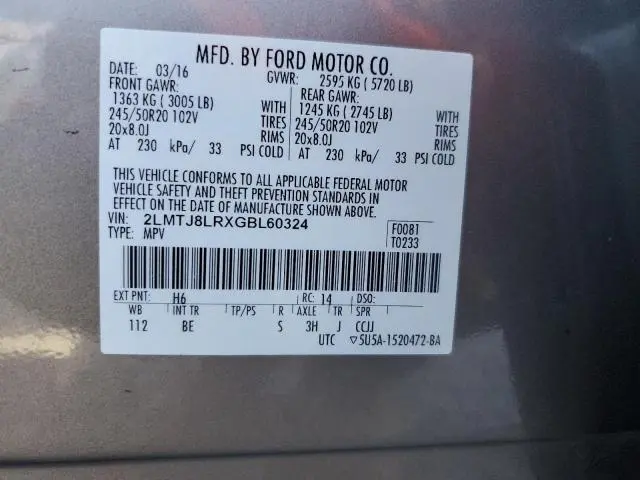 MFD. BY FORD MOTOR CO.
DATE: 03/16 GVWR: 2595 KG ( 5720 LB)
FRONT GAWR: REAR GAWR:
1363 KG ( 3005 LB) WITH 1245 KG ( 2745 LB) WITH
245/50R20 102V TIRES 245/50R20 102V TIRES
20x8.0J RIMS 20x8.0J RIMS
AT 230 kPa/ 33 PSI COLD AT 230 kPa/ 33 PSI COLD
THIS VEHICLE CONFORMS TO ALL APPLICABLE FEDERAL MOTOR
VEHICLE SAFETY AND THEFT PREVENTION STANDARDS IN
EFFECT ON THE DATE OF MANUFACTURE SHOWN ABOVE.
VIN: 2LMTJ8LRXGBL60324 F0081
TYPE: MPV T0233
EXT PNT: H6 RC: 14 DSO:
WB INT TR TP/PS R AXLE TR SPR
112 BE S 3H J CCJJ
UTC ▽5U5A-1520472-BA